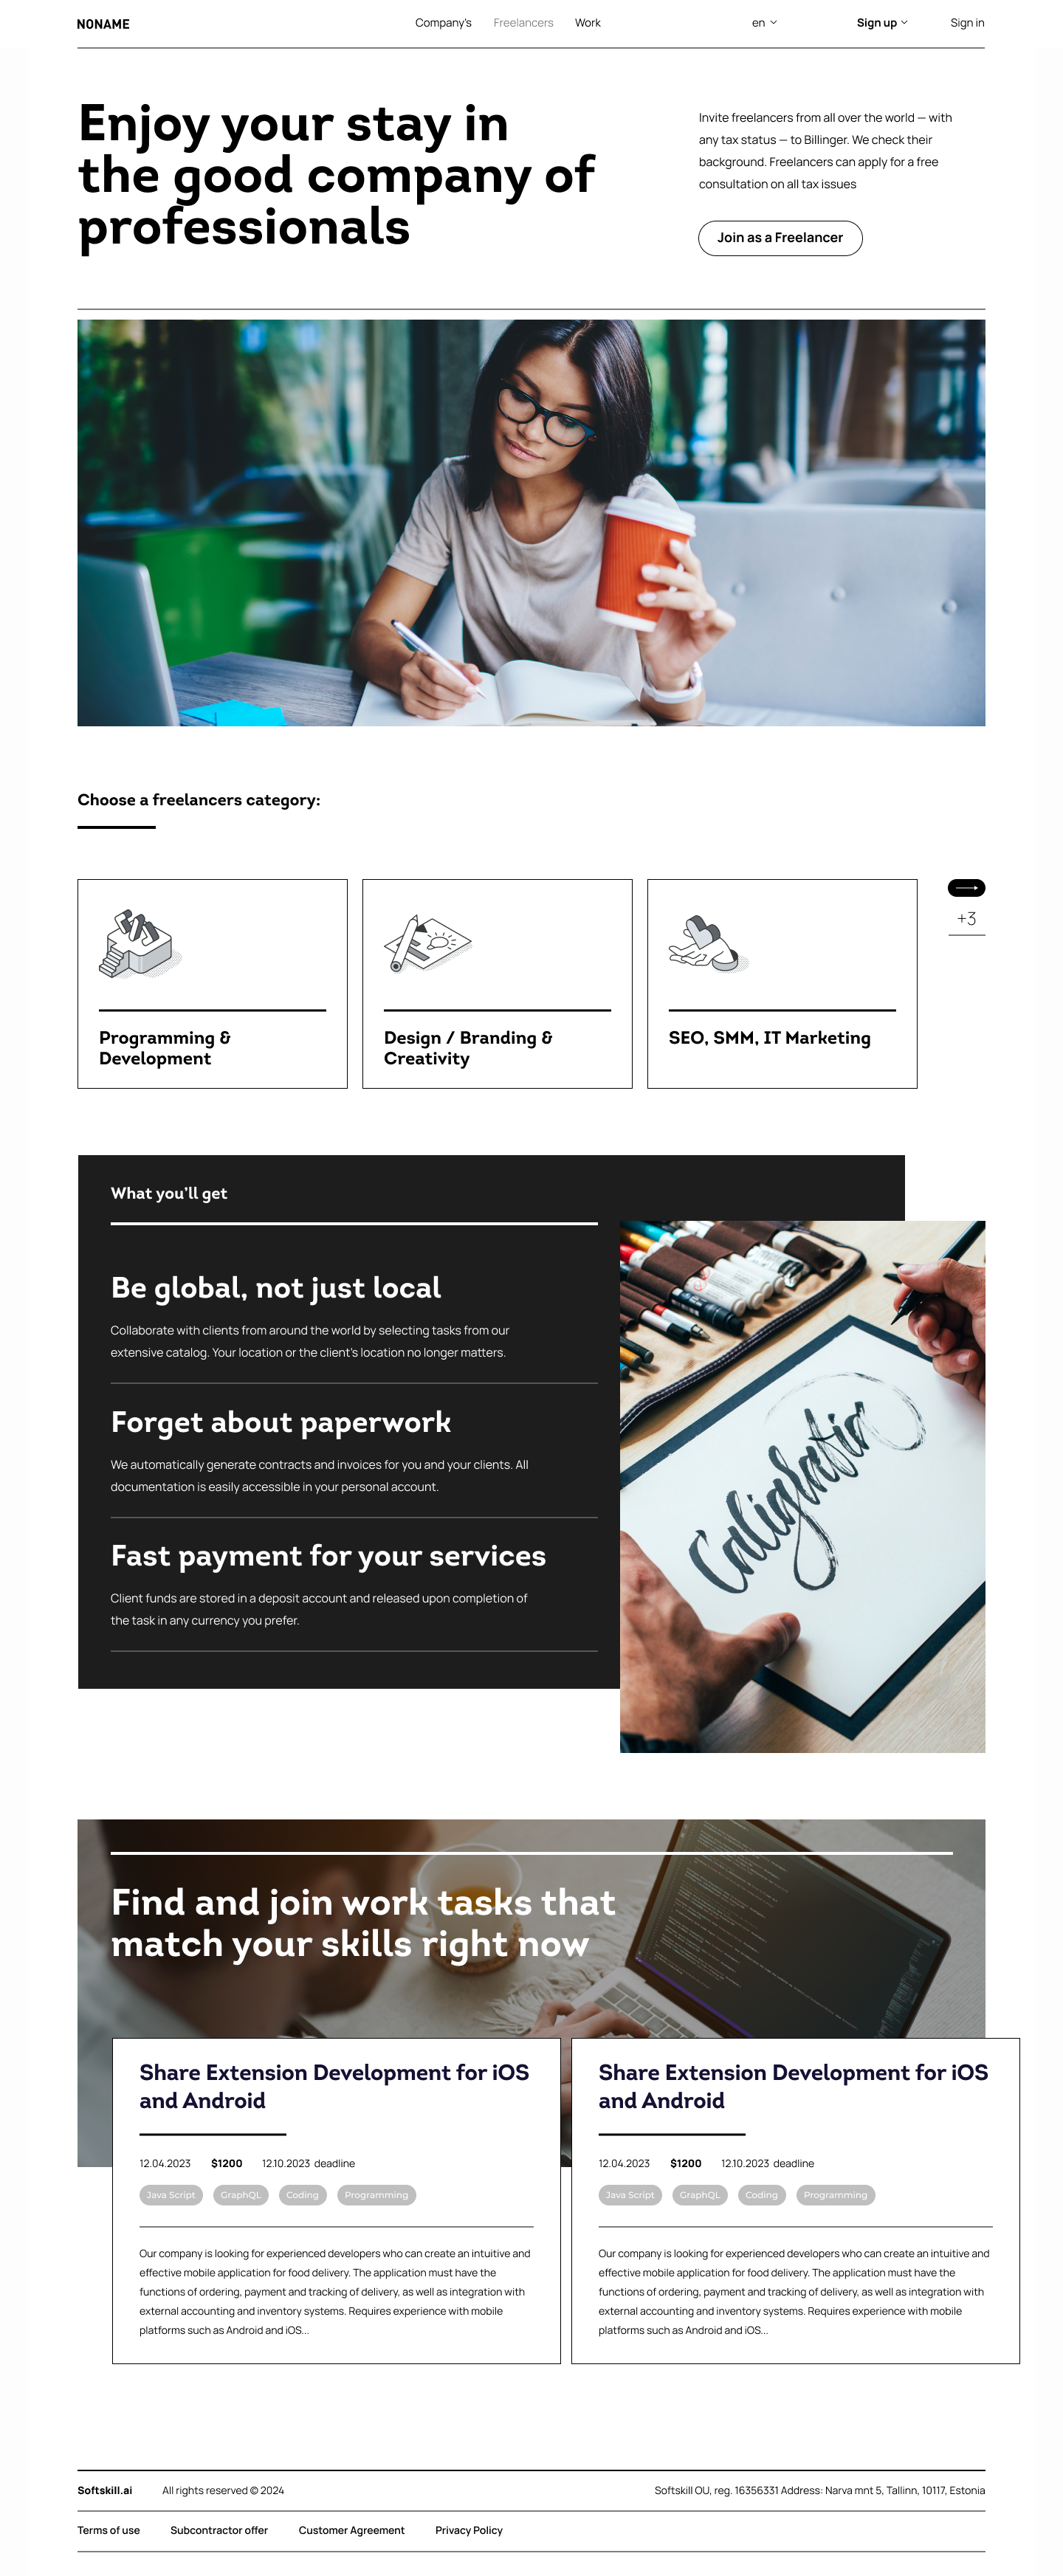 NONAME
Company's Freelancers Work en Sign up Sign in
Enjoy your stay in
the good company of
professionals
Invite freelancers from all over the world — with
any tax status — to Billinger. We check their
background. Freelancers can apply for a free
consultation on all tax issues
Join as a Freelancer
Choose a freelancers category:
+3
Programming &
Development
Design / Branding &
Creativity
SEO, SMM, IT Marketing
What you'll get
Be global, not just local
Collaborate with clients from around the world by selecting tasks from our
extensive catalog. Your location or the client's location no longer matters.
Forget about paperwork
We automatically generate contracts and invoices for you and your clients. All
documentation is easily accessible in your personal account.
Fast payment for your services
Client funds are stored in a deposit account and released upon completion of
the task in any currency you prefer.
Find and join work tasks that
match your skills right now
Share Extension Development for iOS
and Android
12.04.2023 $1200 12.10.2023 deadline
Java Script GraphQL Coding Programming
Our company is looking for experienced developers who can create an intuitive and
effective mobile application for food delivery. The application must have the
functions of ordering, payment and tracking of delivery, as well as integration with
external accounting and inventory systems. Requires experience with mobile
platforms such as Android and iOS...
Share Extension Development for iOS
and Android
12.04.2023 $1200 12.10.2023 deadline
Java Script GraphQL Coding Programming
Our company is looking for experienced developers who can create an intuitive and
effective mobile application for food delivery. The application must have the
functions of ordering, payment and tracking of delivery, as well as integration with
external accounting and inventory systems. Requires experience with mobile
platforms such as Android and iOS...
Softskill.ai All rights reserved © 2024 Softskill OU, reg. 16356331 Address: Narva mnt 5, Tallinn, 10117, Estonia
Terms of use Subcontractor offer Customer Agreement Privacy Policy